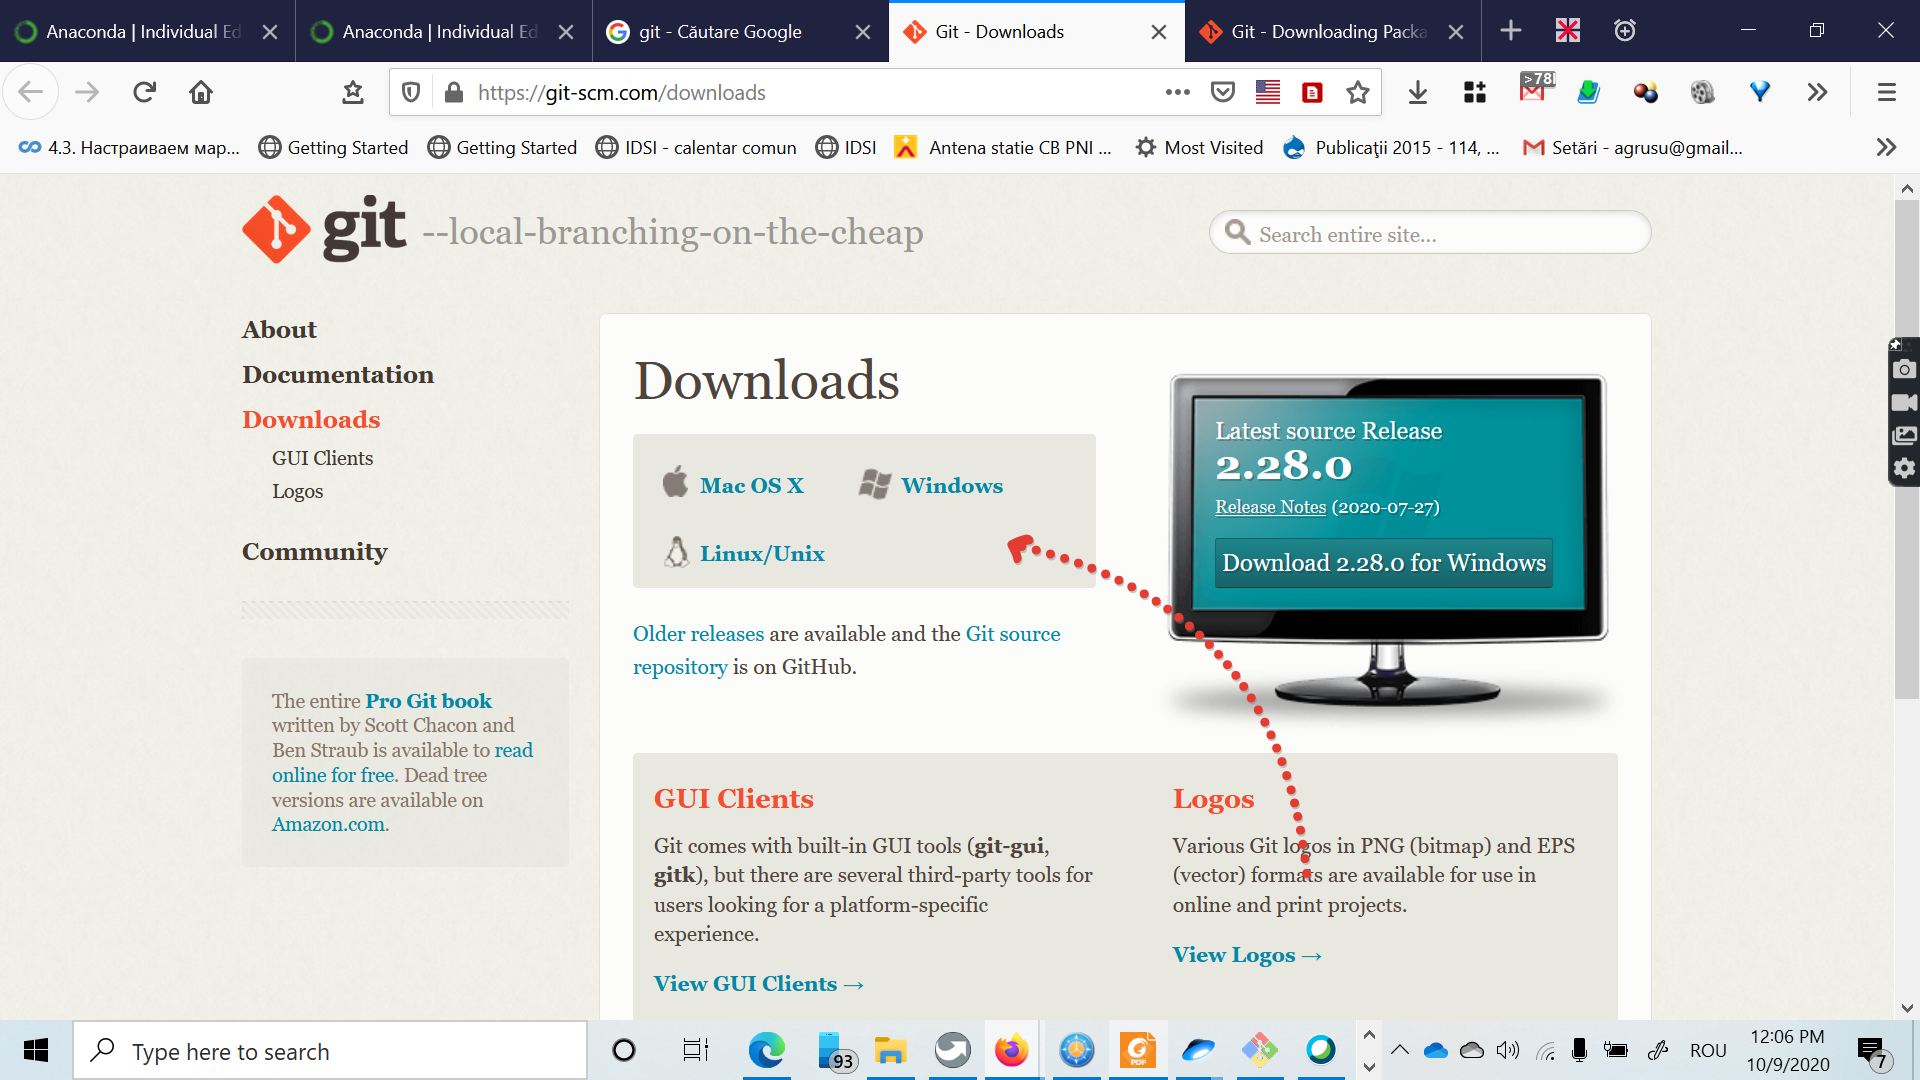 Anaconda | Individual Ed
Anaconda | Individual Ed
git - Căutare Google
Git - Downloads
Git - Downloading Packa
https://git-scm.com/downloads
>78
4.3. Настраиваем мар...
Getting Started
Getting Started
IDSI - calentar comun
IDSI
Antena statie CB PNI ...
Most Visited
Publicaţii 2015 - 114, ...
Setări - agrusu@gmail...
git --local-branching-on-the-cheap
Search entire site...
About
Documentation
Downloads
GUI Clients
Logos
Community
The entire Pro Git book
written by Scott Chacon and
Ben Straub is available to read
online for free. Dead tree
versions are available on
Amazon.com.
Downloads
Mac OS X
Windows
Linux/Unix
Older releases are available and the Git source
repository is on GitHub.
Latest source Release
2.28.0
Release Notes (2020-07-27)
Download 2.28.0 for Windows
GUI Clients
Git comes with built-in GUI tools (git-gui,
gitk), but there are several third-party tools for
users looking for a platform-specific
experience.
View GUI Clients →
Logos
Various Git logos in PNG (bitmap) and EPS
(vector) formats are available for use in
online and print projects.
View Logos →
Type here to search
93
PDF
ROU
12:06 PM
10/9/2020
7